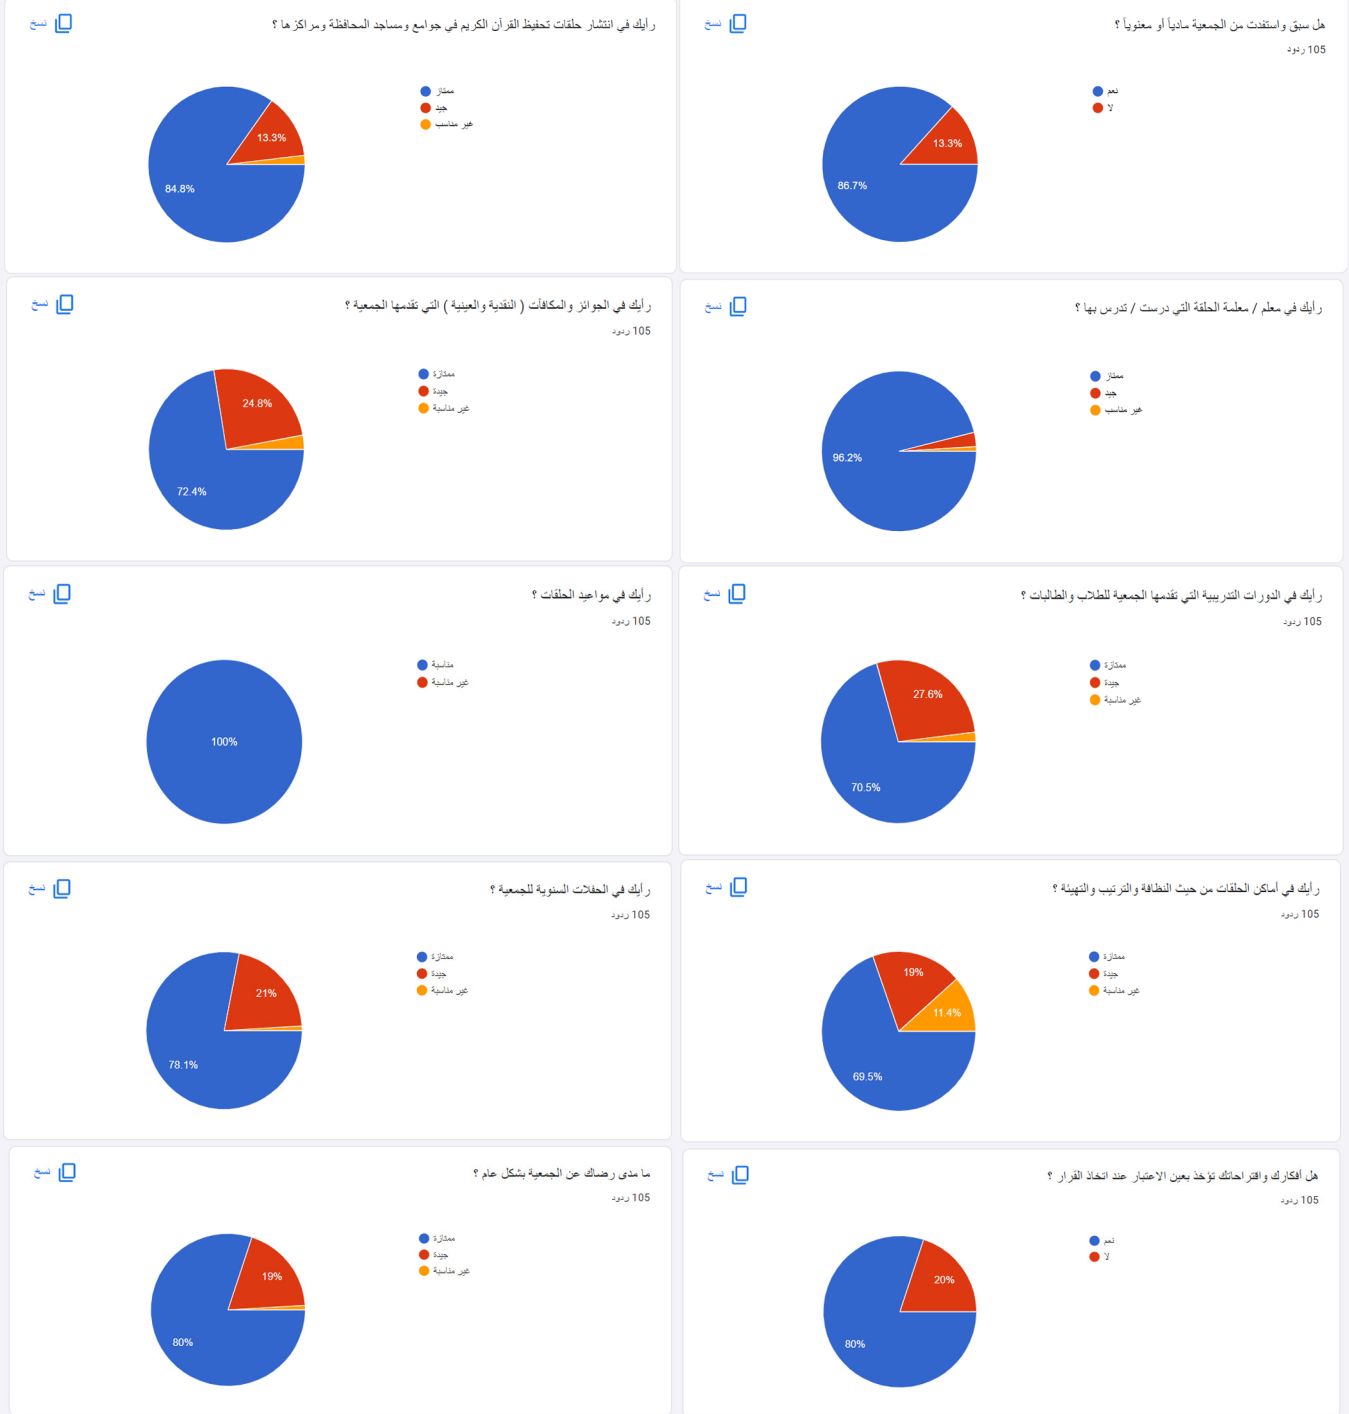 هل سبق واستفدت من الجمعية مادياً أو معنوياً ؟
نسخ
105 ردود
نعم
لا
13.3%
86.7%
رأيك في انتشار حلقات تحفيظ القرآن الكريم في جوامع ومساجد المحافظة ومراكزها ؟
نسخ
ممتاز
جيد
غير مناسب
13.3%
84.8%
رأيك في معلم / معلمة الحلقة التي درست / تدرس بها ؟
نسخ
ممتاز
جيد
غير مناسب
96.2%
رأيك في الجوائز والمكافآت ( النقدية والعينية ) التي تقدمها الجمعية ؟
نسخ
105 ردود
ممتازة
جيدة
غير مناسبة
24.8%
72.4%
رأيك في الدورات التدريبية التي تقدمها الجمعية للطلاب والطالبات ؟
نسخ
105 ردود
ممتازة
جيدة
غير مناسبة
27.6%
70.5%
رأيك في مواعيد الحلقات ؟
نسخ
105 ردود
مناسبة
غير مناسبة
100%
رأيك في أماكن الحلقات من حيث النظافة والترتيب والتهيئة ؟
نسخ
105 ردود
ممتازة
جيدة
غير مناسبة
19%
11.4%
69.5%
رأيك في الحفلات السنوية للجمعية ؟
نسخ
105 ردود
ممتازة
جيدة
غير مناسبة
21%
78.1%
هل أفكارك واقتراحاتك تؤخذ بعين الاعتبار عند اتخاذ القرار ؟
نسخ
105 ردود
نعم
لا
20%
80%
ما مدى رضاك عن الجمعية بشكل عام ؟
نسخ
105 ردود
ممتازة
جيدة
غير مناسبة
19%
80%